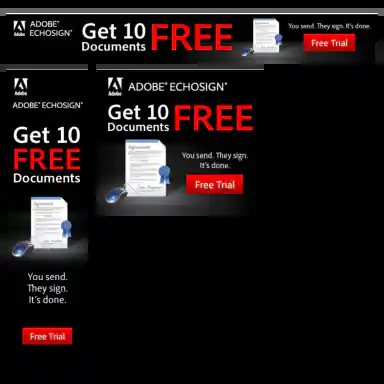 Adobe
ADOBE® ECHOSIGN®
Get 10
Documents
FREE
You send. They sign. It's done.
Free Trial
Adobe
ADOBE® ECHOSIGN®
Get 10
FREE
Documents
Agreement
You send.
They sign.
It's done.
Free Trial
Adobe
ADOBE® ECHOSIGN®
Get 10
Documents
FREE
Agreement
You send. They sign.
It's done.
Free Trial